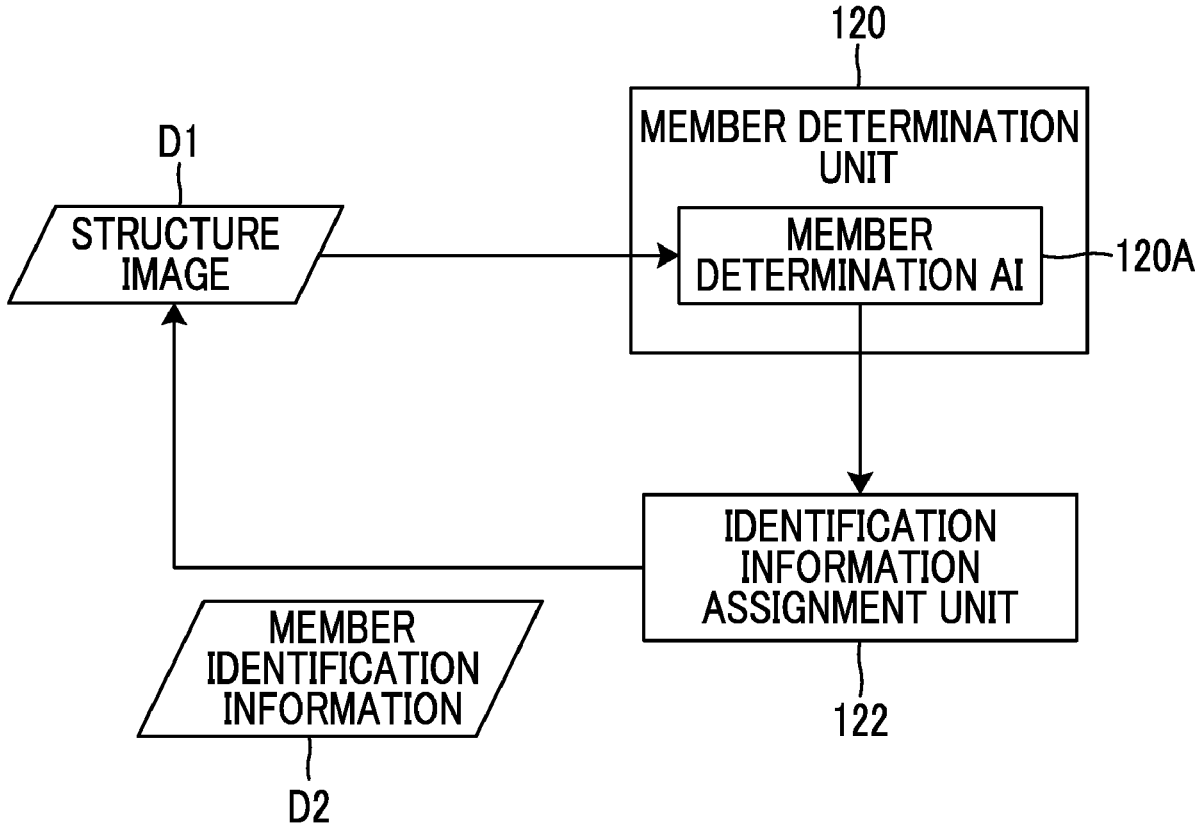 120
MEMBER DETERMINATION
UNIT
D1
STRUCTURE
IMAGE
MEMBER
DETERMINATION AI
120A
IDENTIFICATION
INFORMATION
ASSIGNMENT UNIT
122
MEMBER
IDENTIFICATION
INFORMATION
D2